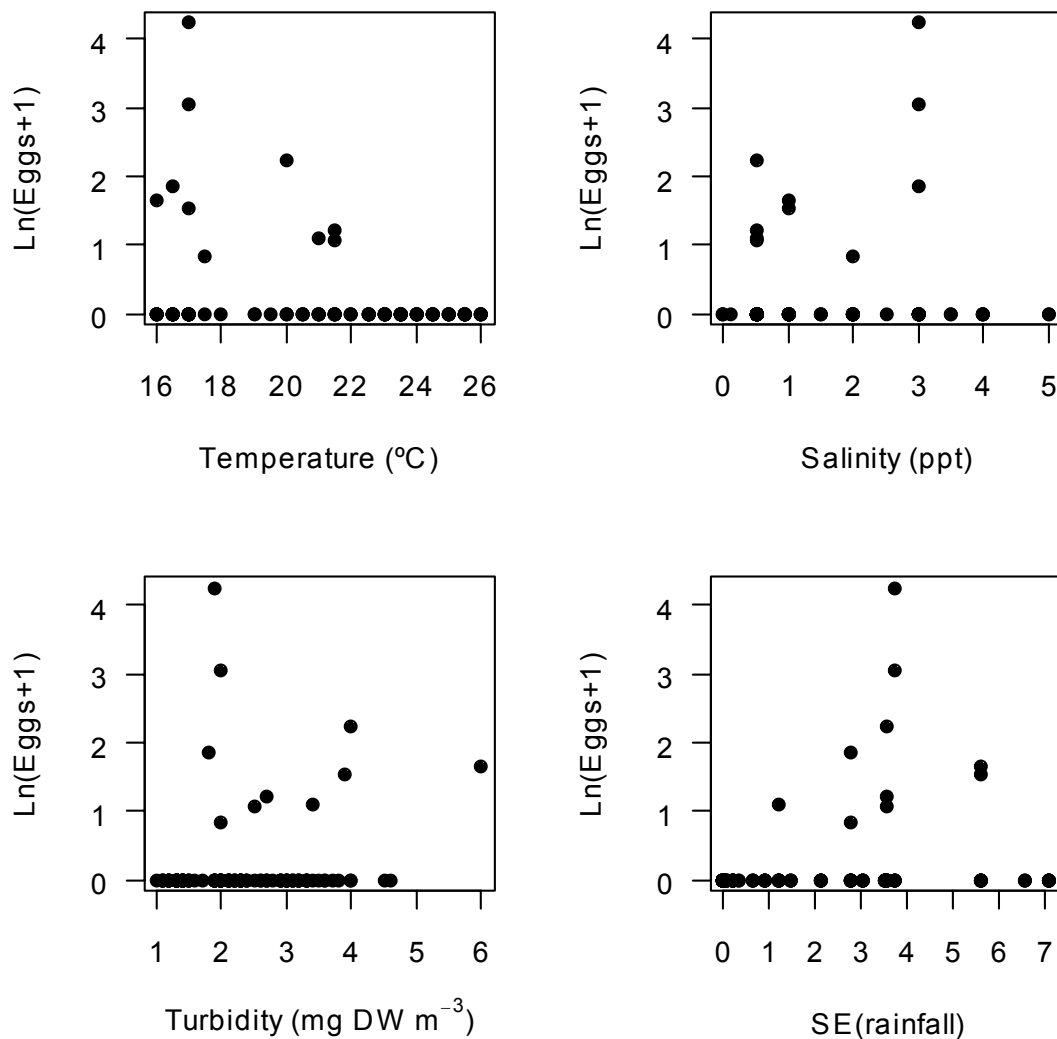 Ln(Eggs+1)
4
3
2
1
0
16 18 20 22 24 26
Temperature (ºC)
Ln(Eggs+1)
4
3
2
1
0
0 1 2 3 4 5
Salinity (ppt)
Ln(Eggs+1)
4
3
2
1
0
1 2 3 4 5 6
Turbidity (mg DW m⁻³)
Ln(Eggs+1)
4
3
2
1
0
0 1 2 3 4 5 6 7
SE(rainfall)